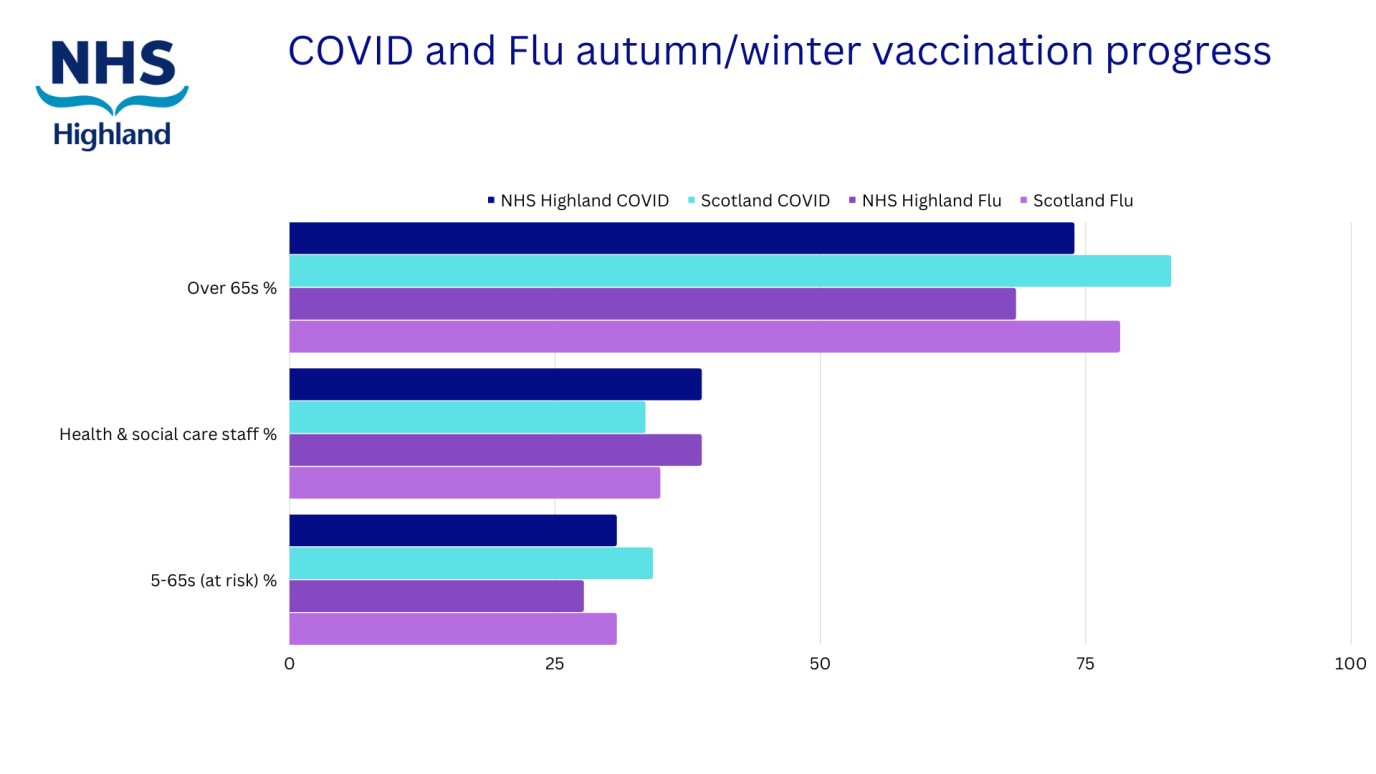 NHS
Highland
COVID and Flu autumn/winter vaccination progress
NHS Highland COVID Scotland COVID NHS Highland Flu Scotland Flu
Over 65s %
Health & social care staff %
5-65s (at risk) %
0 25 50 75 100